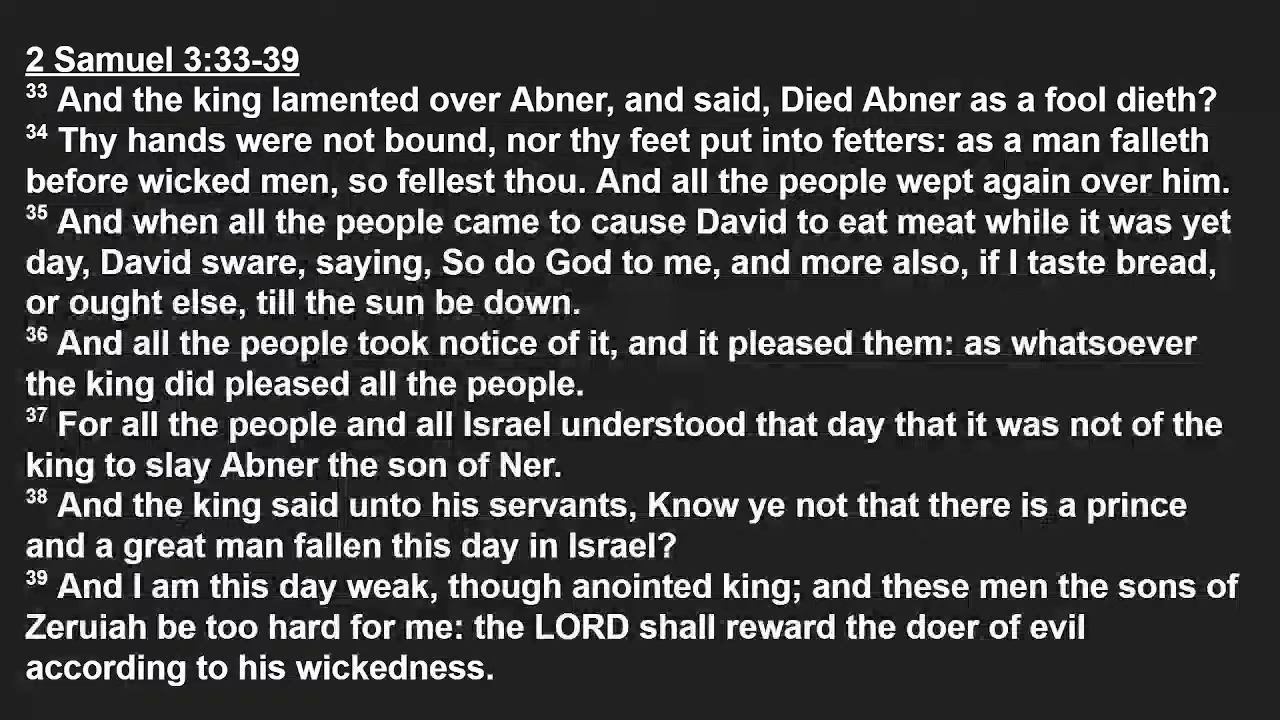 2 Samuel 3:33-39
33 And the king lamented over Abner, and said, Died Abner as a fool dieth?
34 Thy hands were not bound, nor thy feet put into fetters: as a man falleth
before wicked men, so fellest thou. And all the people wept again over him.
35 And when all the people came to cause David to eat meat while it was yet
day, David sware, saying, So do God to me, and more also, if I taste bread,
or ought else, till the sun be down.
36 And all the people took notice of it, and it pleased them: as whatsoever
the king did pleased all the people.
37 For all the people and all Israel understood that day that it was not of the
king to slay Abner the son of Ner.
38 And the king said unto his servants, Know ye not that there is a prince
and a great man fallen this day in Israel?
39 And I am this day weak, though anointed king; and these men the sons of
Zeruiah be too hard for me: the LORD shall reward the doer of evil
according to his wickedness.